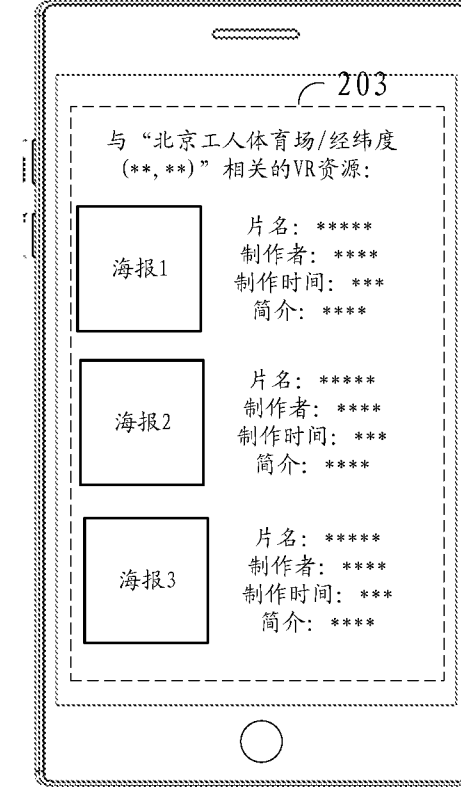 203
与“北京工人体育场/经纬度
(**,**)”相关的VR资源:
海报1
片名: *****
制作者: ****
制作时间: ***
简介: ****
海报2
片名: *****
制作者: ****
制作时间: ***
简介: ****
海报3
片名: *****
制作者: ****
制作时间: ***
简介: ****